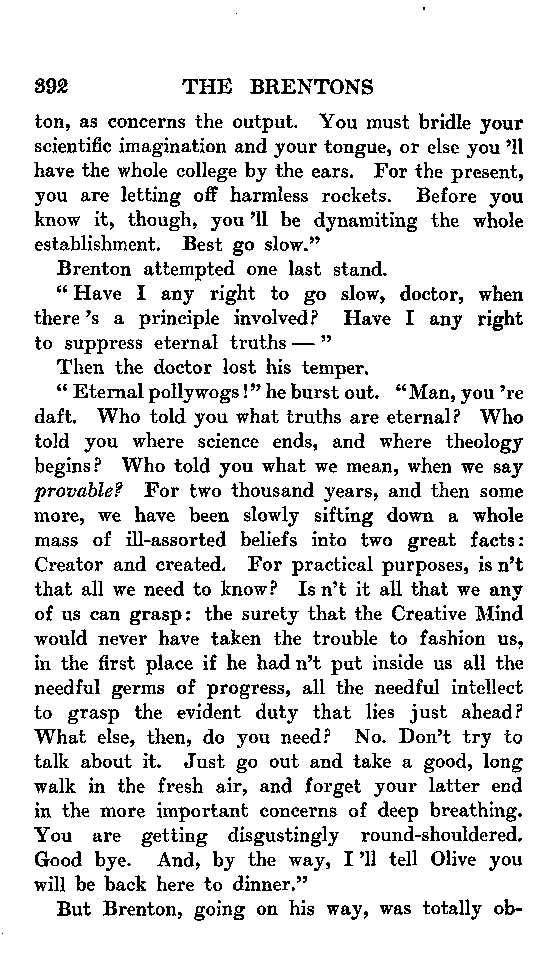 392 THE BRENTONS
ton, as concerns the output. You must bridle your
scientific imagination and your tongue, or else you 'll
have the whole college by the ears. For the present,
you are letting off harmless rockets. Before you
know it, though, you 'll be dynamiting the whole
establishment. Best go slow."
Brenton attempted one last stand.
"Have I any right to go slow, doctor, when
there 's a principle involved? Have I any right
to suppress eternal truths — "
Then the doctor lost his temper.
"Eternal pollywogs!" he burst out. "Man, you 're
daft. Who told you what truths are eternal? Who
told you where science ends, and where theology
begins? Who told you what we mean, when we say
provable? For two thousand years, and then some
more, we have been slowly sifting down a whole
mass of ill-assorted beliefs into two great facts:
Creator and created. For practical purposes, is n't
that all we need to know? Is n't it all that we any
of us can grasp: the surety that the Creative Mind
would never have taken the trouble to fashion us,
in the first place if he had n't put inside us all the
needful germs of progress, all the needful intellect
to grasp the evident duty that lies just ahead?
What else, then, do you need? No. Don't try to
talk about it. Just go out and take a good, long
walk in the fresh air, and forget your latter end
in the more important concerns of deep breathing.
You are getting disgustingly round-shouldered.
Good bye. And, by the way, I 'll tell Olive you
will be back here to dinner."
But Brenton, going on his way, was totally ob-